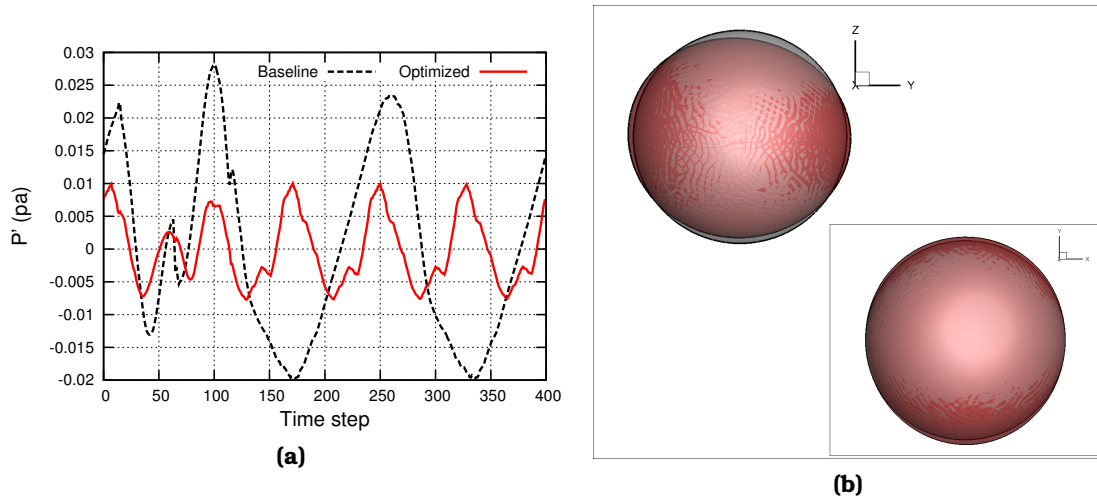 0.03
0.025
0.02
0.015
0.01
0.005
0
-0.005
-0.01
-0.015
-0.02
P' (pa)
Baseline Optimized
0 50 100 150 200 250 300 350 400
Time step
(a)
Z
X Y
Y
X
(b)